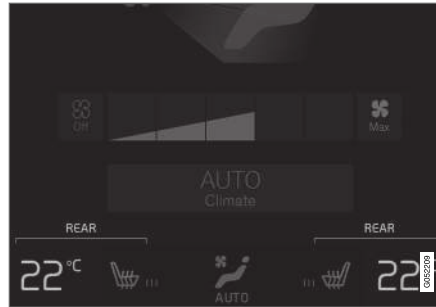 Off
Max
AUTO
Climate
REAR REAR
22°C 22
AUTO
G052209